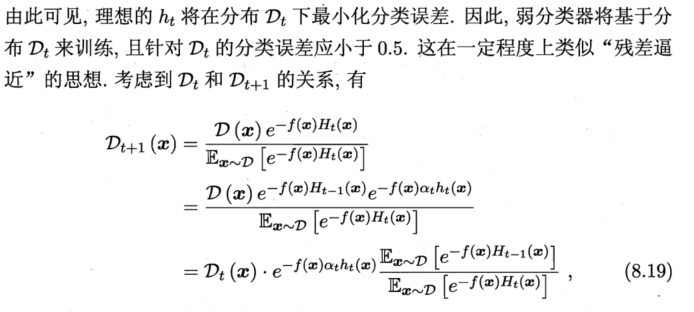 由此可见, 理想的 $h_t$ 将在分布 $\mathcal{D}_t$ 下最小化分类误差. 因此, 弱分类器将基于分
布 $\mathcal{D}_t$ 来训练, 且针对 $\mathcal{D}_t$ 的分类误差应小于 0.5. 这在一定程度上类似“残差逼
近”的思想. 考虑到 $\mathcal{D}_t$ 和 $\mathcal{D}_{t+1}$ 的关系, 有
$\mathcal{D}_{t+1}(\boldsymbol{x}) = \frac{\mathcal{D}(\boldsymbol{x}) e^{-f(\boldsymbol{x})H_t(\boldsymbol{x})}}{\mathbb{E}_{\boldsymbol{x}\sim\mathcal{D}}\left[e^{-f(\boldsymbol{x})H_t(\boldsymbol{x})}\right]}$
$= \frac{\mathcal{D}(\boldsymbol{x}) e^{-f(\boldsymbol{x})H_{t-1}(\boldsymbol{x})} e^{-f(\boldsymbol{x})\alpha_t h_t(\boldsymbol{x})}}{\mathbb{E}_{\boldsymbol{x}\sim\mathcal{D}}\left[e^{-f(\boldsymbol{x})H_t(\boldsymbol{x})}\right]}$
$= \mathcal{D}_t(\boldsymbol{x}) \cdot e^{-f(\boldsymbol{x})\alpha_t h_t(\boldsymbol{x})} \frac{\mathbb{E}_{\boldsymbol{x}\sim\mathcal{D}}\left[e^{-f(\boldsymbol{x})H_{t-1}(\boldsymbol{x})}\right]}{\mathbb{E}_{\boldsymbol{x}\sim\mathcal{D}}\left[e^{-f(\boldsymbol{x})H_t(\boldsymbol{x})}\right]} ,$ (8.19)